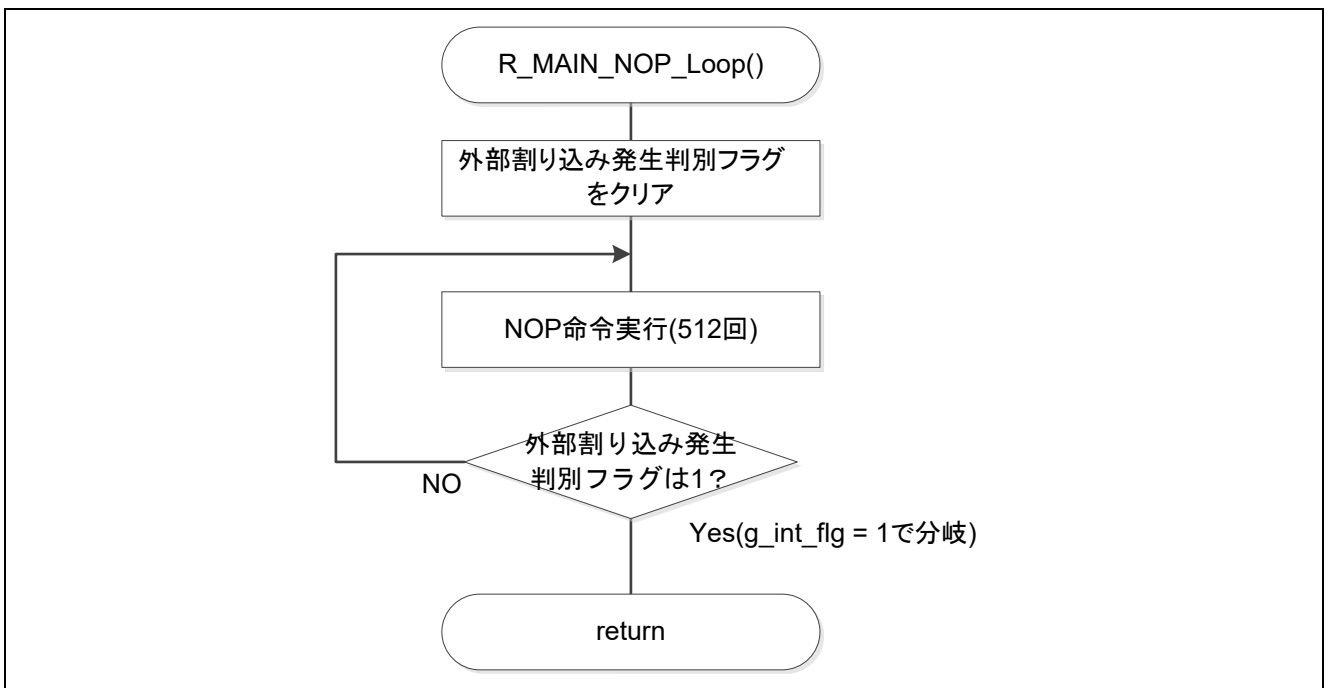 R_MAIN_NOP_Loop()
外部割り込み発生判別フラグ
をクリア
NOP命令実行(512回)
外部割り込み発生
判別フラグは1？
NO
Yes(g_int_flg = 1で分岐)
return